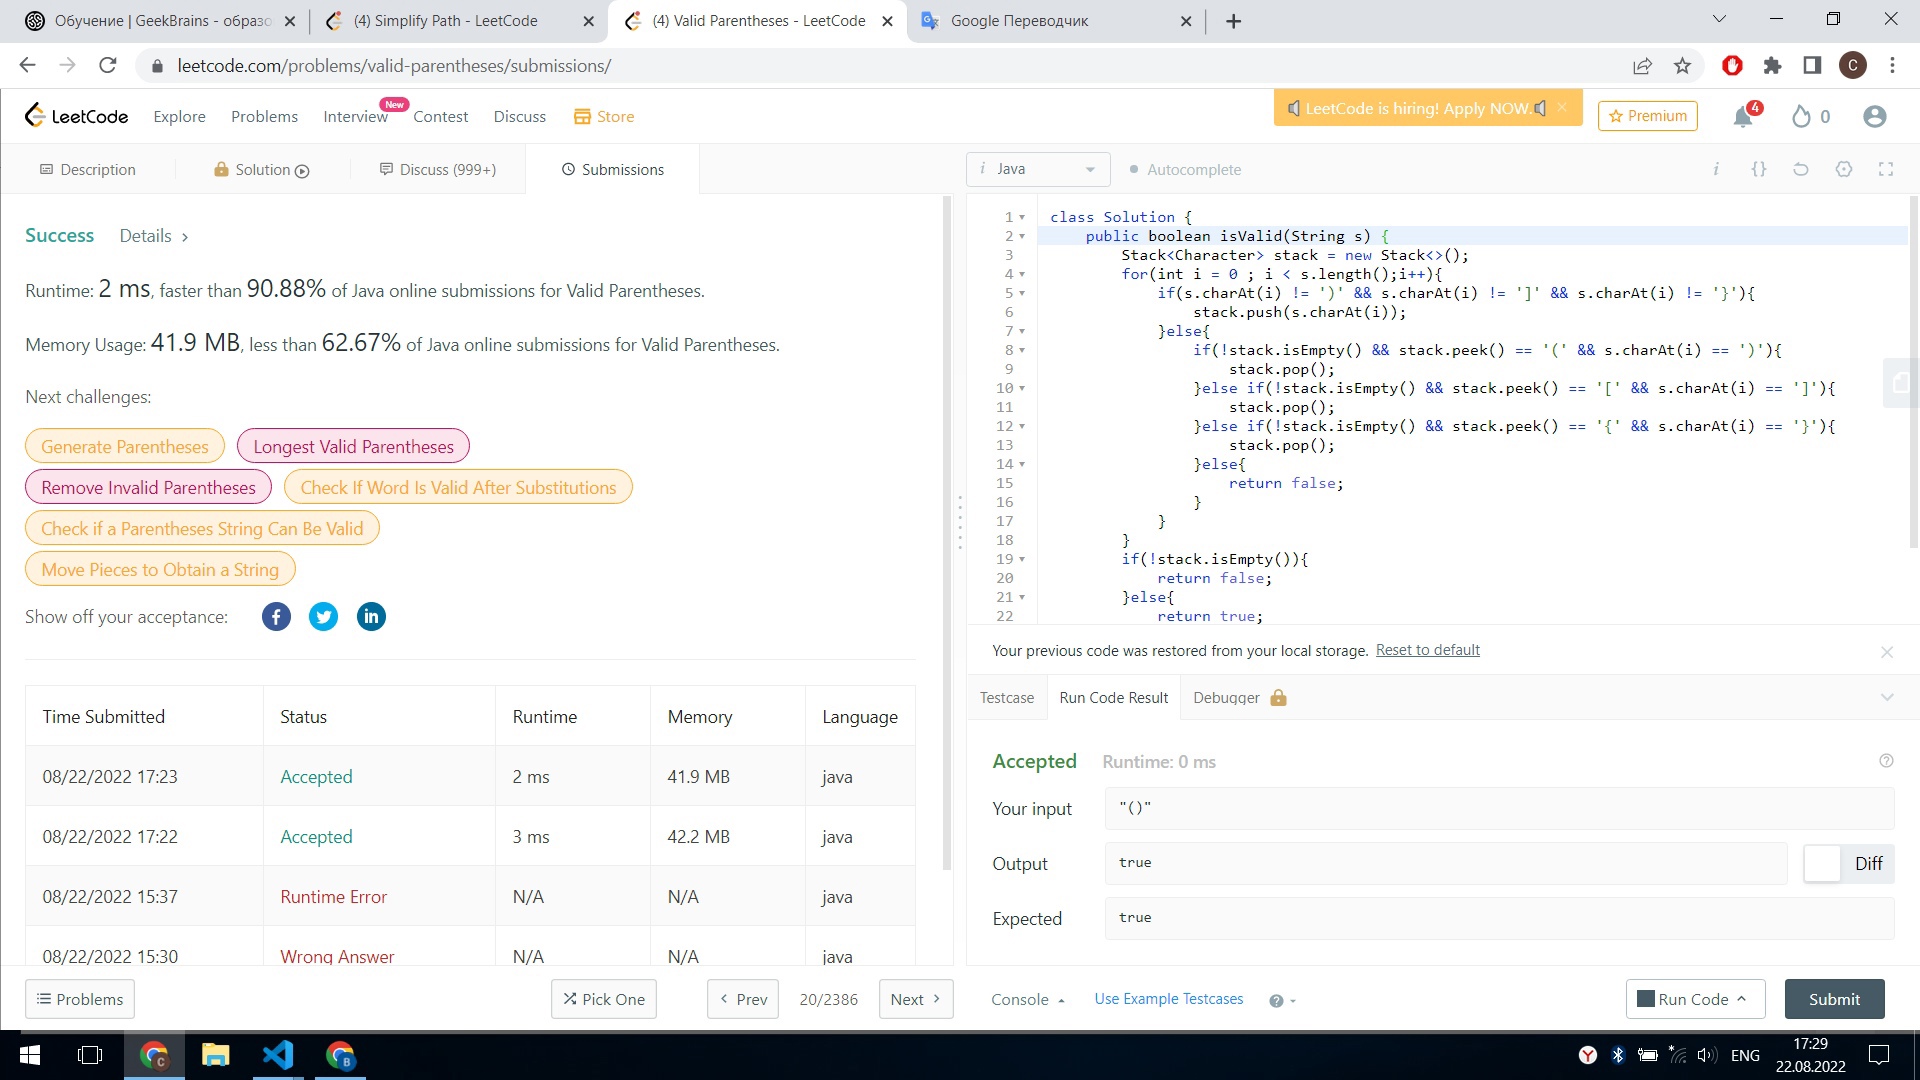 Обучение | GeekBrains - образо
(4) Simplify Path - LeetCode
(4) Valid Parentheses - LeetCode
Google Переводчик
leetcode.com/problems/valid-parentheses/submissions/
C
LeetCode
Explore
Problems
Interview
New
Contest
Discuss
Store
LeetCode is hiring! Apply NOW.
Premium
4
0
Description
Solution
Discuss (999+)
Submissions
i Java
Autocomplete
i
{}
Success
Details >
Runtime: 2 ms, faster than 90.88% of Java online submissions for Valid Parentheses.
Memory Usage: 41.9 MB, less than 62.67% of Java online submissions for Valid Parentheses.
Next challenges:
Generate Parentheses
Longest Valid Parentheses
Remove Invalid Parentheses
Check If Word Is Valid After Substitutions
Check if a Parentheses String Can Be Valid
Move Pieces to Obtain a String
Show off your acceptance:
Time Submitted Status Runtime Memory Language
08/22/2022 17:23 Accepted 2 ms 41.9 MB java
08/22/2022 17:22 Accepted 3 ms 42.2 MB java
08/22/2022 15:37 Runtime Error N/A N/A java
08/22/2022 15:30 Wrong Answer N/A N/A java
1 class Solution {
2 public boolean isValid(String s) {
3 Stack<Character> stack = new Stack<>();
4 for(int i = 0 ; i < s.length();i++){
5 if(s.charAt(i) != ')' && s.charAt(i) != ']' && s.charAt(i) != '}'){
6 stack.push(s.charAt(i));
7 }else{
8 if(!stack.isEmpty() && stack.peek() == '(' && s.charAt(i) == ')'){
9 stack.pop();
10 }else if(!stack.isEmpty() && stack.peek() == '[' && s.charAt(i) == ']'){
11 stack.pop();
12 }else if(!stack.isEmpty() && stack.peek() == '{' && s.charAt(i) == '}'){
13 stack.pop();
14 }else{
15 return false;
16 }
17 }
18 }
19 if(!stack.isEmpty()){
20 return false;
21 }else{
22 return true;
Your previous code was restored from your local storage. Reset to default
Testcase
Run Code Result
Debugger
Accepted
Runtime: 0 ms
Your input
"()"
Output
true
Diff
Expected
true
Problems
Pick One
Prev
20/2386
Next
Console
Use Example Testcases
Run Code
Submit
C
B
Y
ENG
17:29
22.08.2022